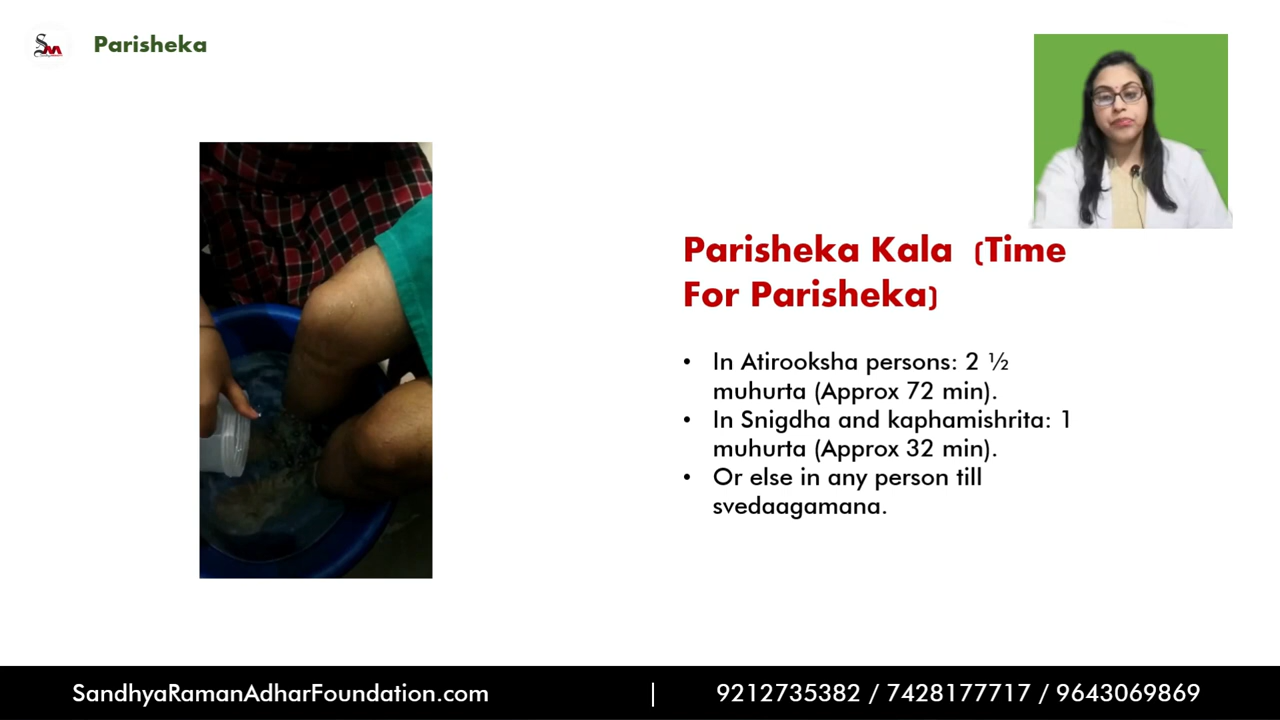 SM
Parisheka
Parisheka Kala (Time
For Parisheka)
• In Atirooksha persons: 2 ½
muhurta (Approx 72 min).
• In Snigdha and kaphamishrita: 1
muhurta (Approx 32 min).
• Or else in any person till
svedaagamana.
SandhyaRamanAdharFoundation.com | 9212735382 / 7428177717 / 9643069869